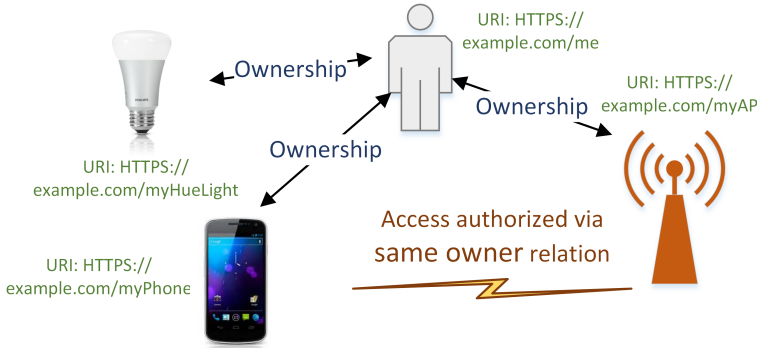 URI: HTTPS://
example.com/me
Ownership
URI: HTTPS://
example.com/myAP
Ownership
PHILIPS
Ownership
URI: HTTPS://
example.com/myHueLight
Access authorized via
same owner relation
URI: HTTPS://
example.com/myPhone